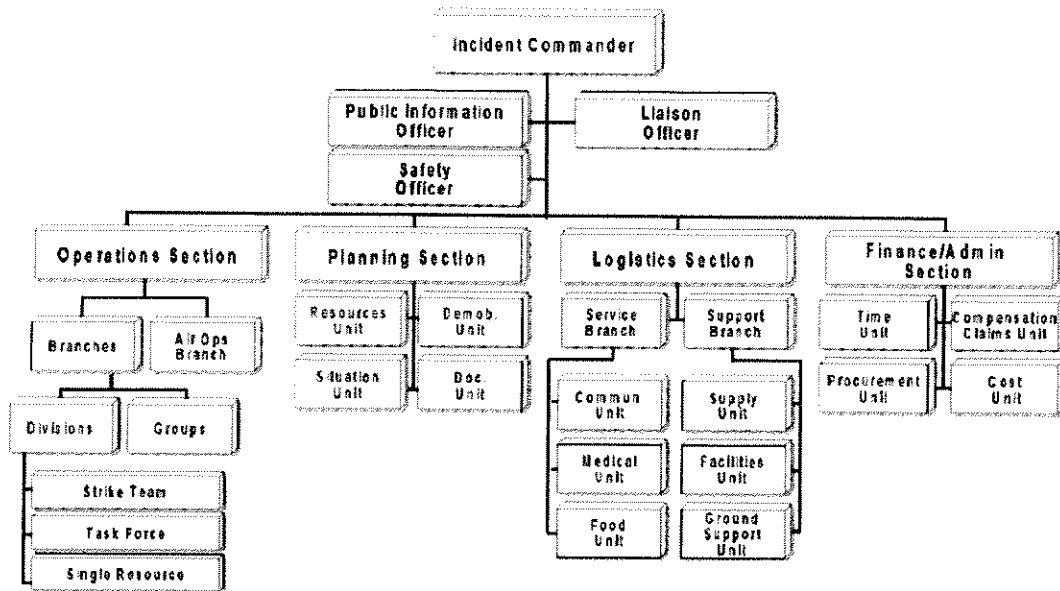 Incident Commander
Public Information
Officer
Liaison
Officer
Safety
Officer
Operations Section
Planning Section
Logistics Section
Finance/Admin
Section
Branches
Air Ops
Branch
Resources
Unit
Demob.
Unit
Service
Branch
Support
Branch
Time
Unit
Compensation
Claims Unit
Situation
Unit
Doc.
Unit
Procurement
Unit
Cost
Unit
Divisions
Groups
Commun
Unit
Supply
Unit
Medical
Unit
Facilities
Unit
Strike Team
Task Force
Food
Unit
Ground
Support
Unit
Single Resource